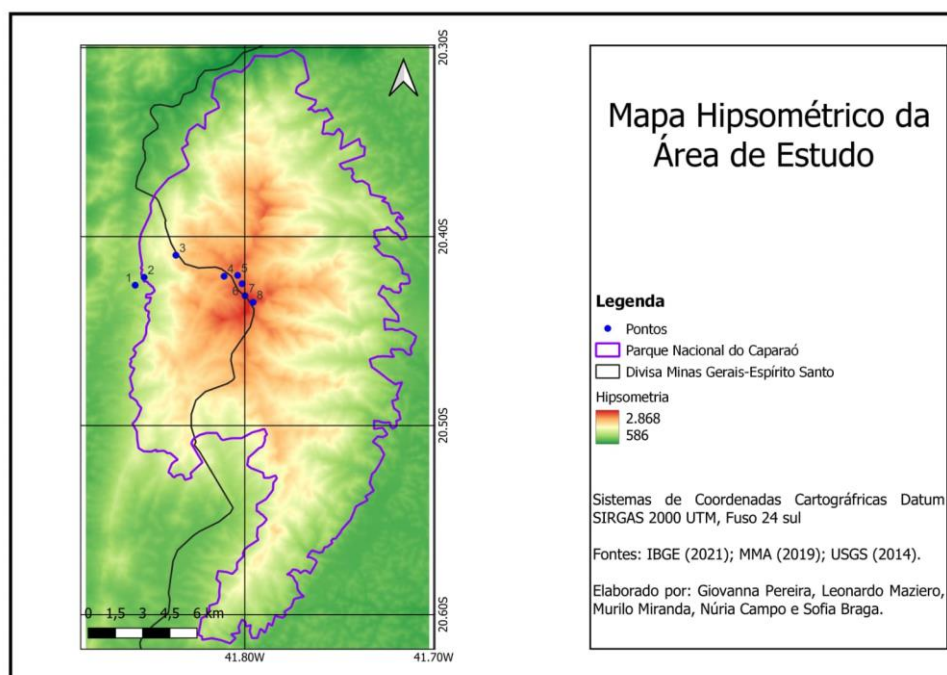 20.30S
20.40S
20.50S
20.60S
41.80W
41.70W
1
2
3
4
5
6
7
8
0 1,5 3 4,5 6 km
Mapa Hipsométrico da
Área de Estudo
Legenda
Pontos
Parque Nacional do Caparaó
Divisa Minas Gerais-Espírito Santo
Hipsometria
2.868
586
Sistemas de Coordenadas Cartográfricas Datum
SIRGAS 2000 UTM, Fuso 24 sul
Fontes: IBGE (2021); MMA (2019); USGS (2014).
Elaborado por: Giovanna Pereira, Leonardo Maziero,
Murilo Miranda, Núria Campo e Sofia Braga.